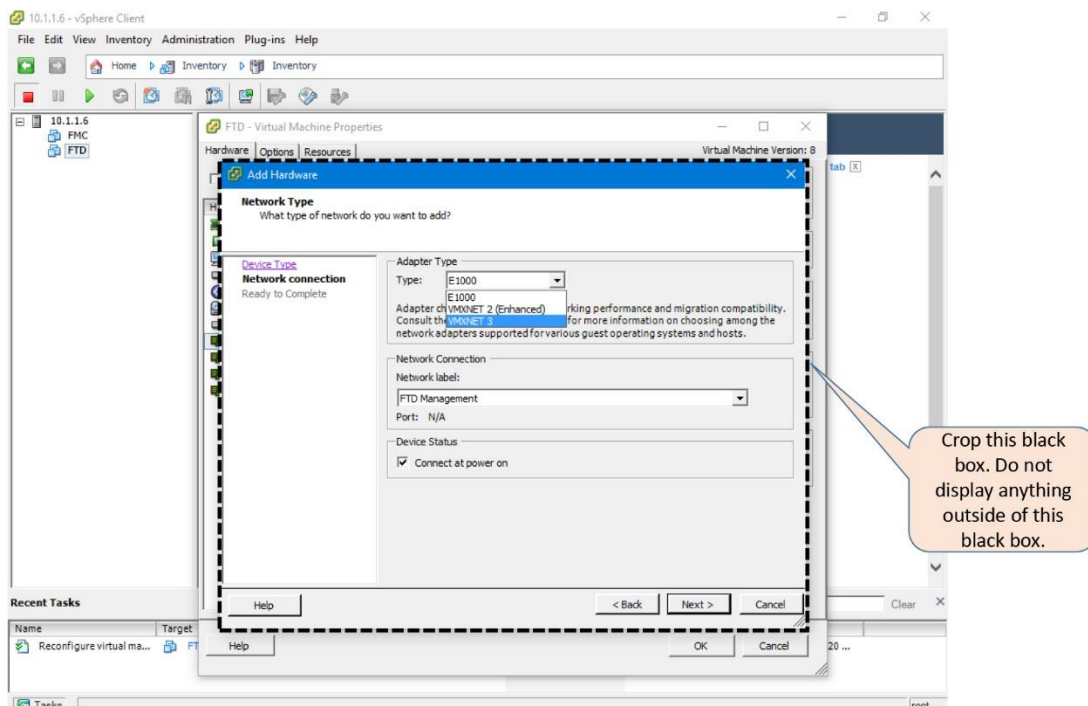 10.1.1.6 - vSphere Client
File Edit View Inventory Administration Plug-ins Help
Home Inventory Inventory
10.1.1.6
FMC
FTD
FTD - Virtual Machine Properties
Hardware Options Resources Virtual Machine Version: 8
tab
Add Hardware
Network Type
What type of network do you want to add?
Device Type
Network connection
Ready to Complete
Adapter Type
Type: E1000
E1000
VMXNET 2 (Enhanced)
VMXNET 3
Adapter ch rking performance and migration compatibility.
Consult th for more information on choosing among the
network adapters supported for various guest operating systems and hosts.
Network Connection
Network label:
FTD Management
Port: N/A
Device Status
Connect at power on
Help < Back Next > Cancel
Crop this black
box. Do not
display anything
outside of this
black box.
Recent Tasks Clear
Name Target
Reconfigure virtual ma... FT 20 ...
Help OK Cancel
Tasks root